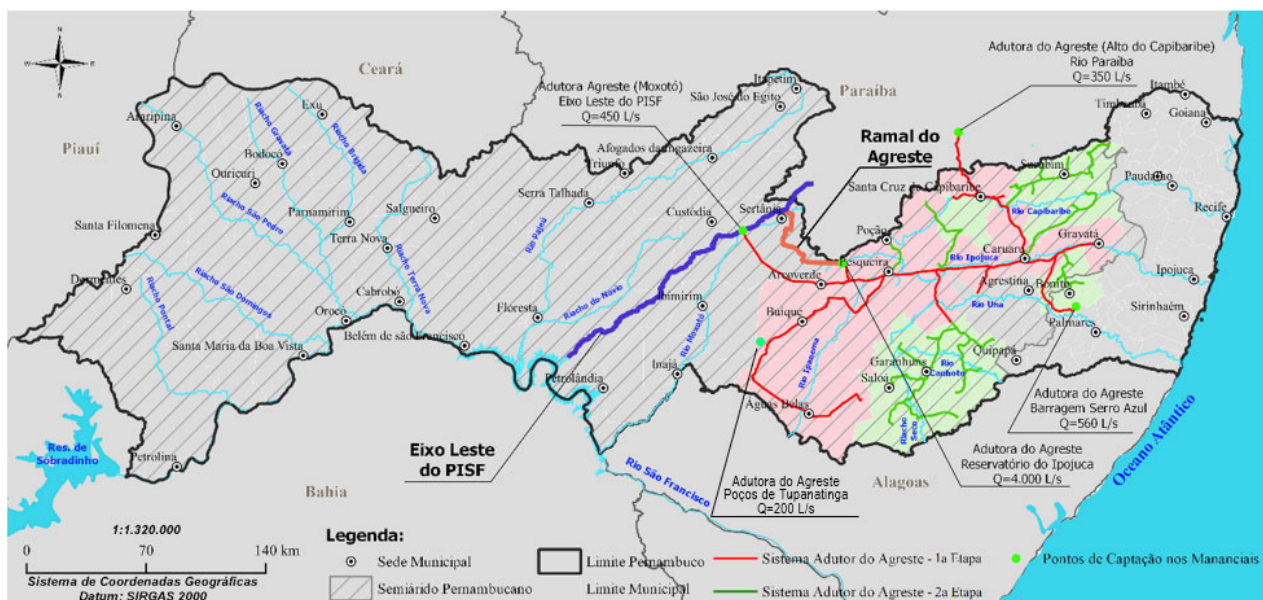 N
W
E
S
Ceará
Paraíba
Piauí
Bahia
Alagoas
Adutora Agreste (Moxotó)
Eixo Leste do PISF
Q=450 L/s
Adutora do Agreste (Alto do Capibaribe)
Rio Paraíba
Q=350 L/s
Ramal do
Agreste
Itapetim
São José do Egito
Itambé
Timbaúba
Goiana
Exu
Araripina
Riacho Gravatá
Riacho Brígida
Bodocó
Ouricuri
Afogados da Ingazeira
Triunfo
Surubim
Paudalho
Santa Cruz do Capibaribe
Recife
Riacho São Pedro
Parnamirim
Salgueiro
Serra Talhada
Rio Pajeú
Custódia
Sertânia
Rio Capibaribe
Santa Filomena
Terra Nova
Poção
Caruaru
Gravatá
Rio Ipojuca
Pesqueira
Arcoverde
Ipojuca
Dormentes
Riacho Pontal
Riacho São Domingos
Riacho Terra Nova
Cabrobó
Orocó
Floresta
Riacho do Navio
Ibimirim
Rio Moxotó
Agrestina
Bonito
Rio Una
Sirinhaém
Buíque
Palmares
Santa Maria da Boa Vista
Belém de são Francisco
Petrolândia
Inajá
Rio Ipanema
Garanhuns
Rio Canhoto
Quipapá
Saloá
Águas Belas
Riacho Seco
Adutora do Agreste
Barragem Serro Azul
Q=560 L/s
Adutora do Agreste
Reservatório do Ipojuca
Q=4.000 L/s
Adutora do Agreste
Poços de Tupanatinga
Q=200 L/s
Eixo Leste
do PISF
Rio São Francisco
Oceano Atlântico
Res. de
Sobradinho
Petrolina
1:1.320.000
0 70 140 km
Sistema de Coordenadas Geográficas
Datum: SIRGAS 2000
Legenda:
Sede Municipal
Semiárido Pernambucano
Limite Pernambuco
Limite Municipal
Sistema Adutor do Agreste - 1a Etapa
Sistema Adutor do Agreste - 2a Etapa
Pontos de Captação nos Mananciais